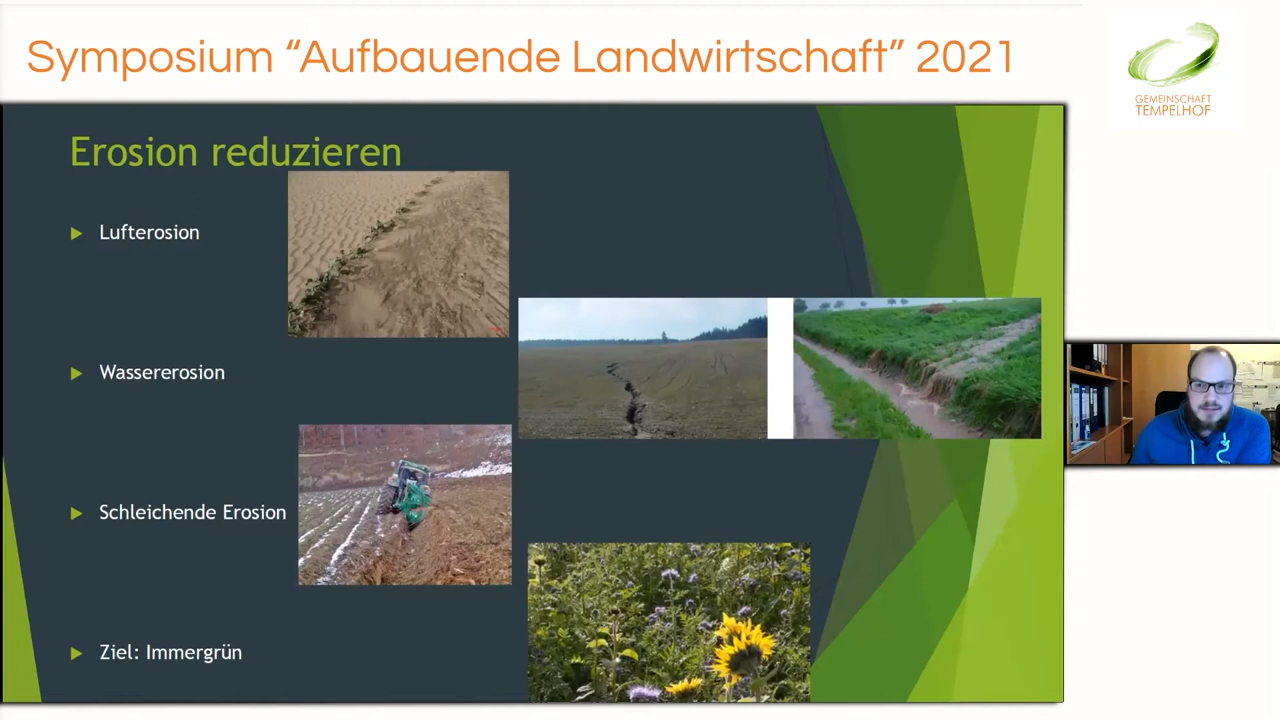 Symposium “Aufbauende Landwirtschaft” 2021
GEMEINSCHAFT
TEMPELHOF
Erosion reduzieren
Lufterosion
Wassererosion
Schleichende Erosion
Ziel: Immergrün